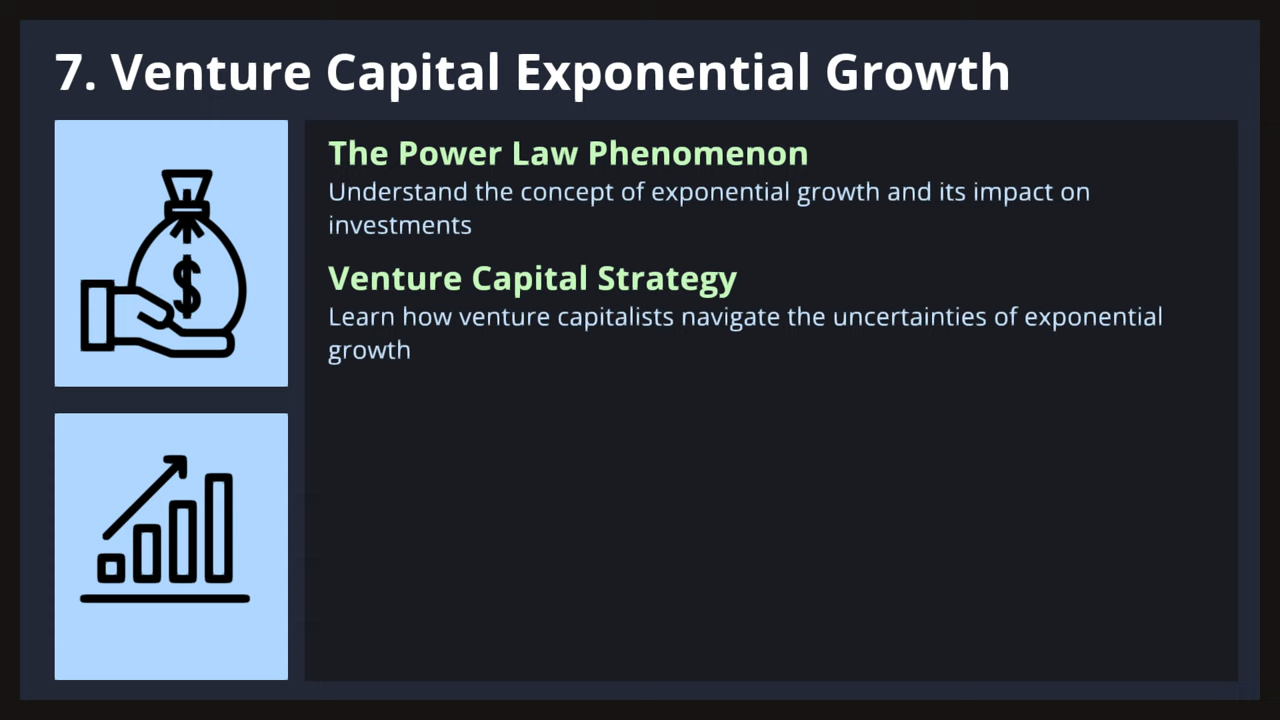 7. Venture Capital Exponential Growth
The Power Law Phenomenon
Understand the concept of exponential growth and its impact on
investments
Venture Capital Strategy
Learn how venture capitalists navigate the uncertainties of exponential
growth
$